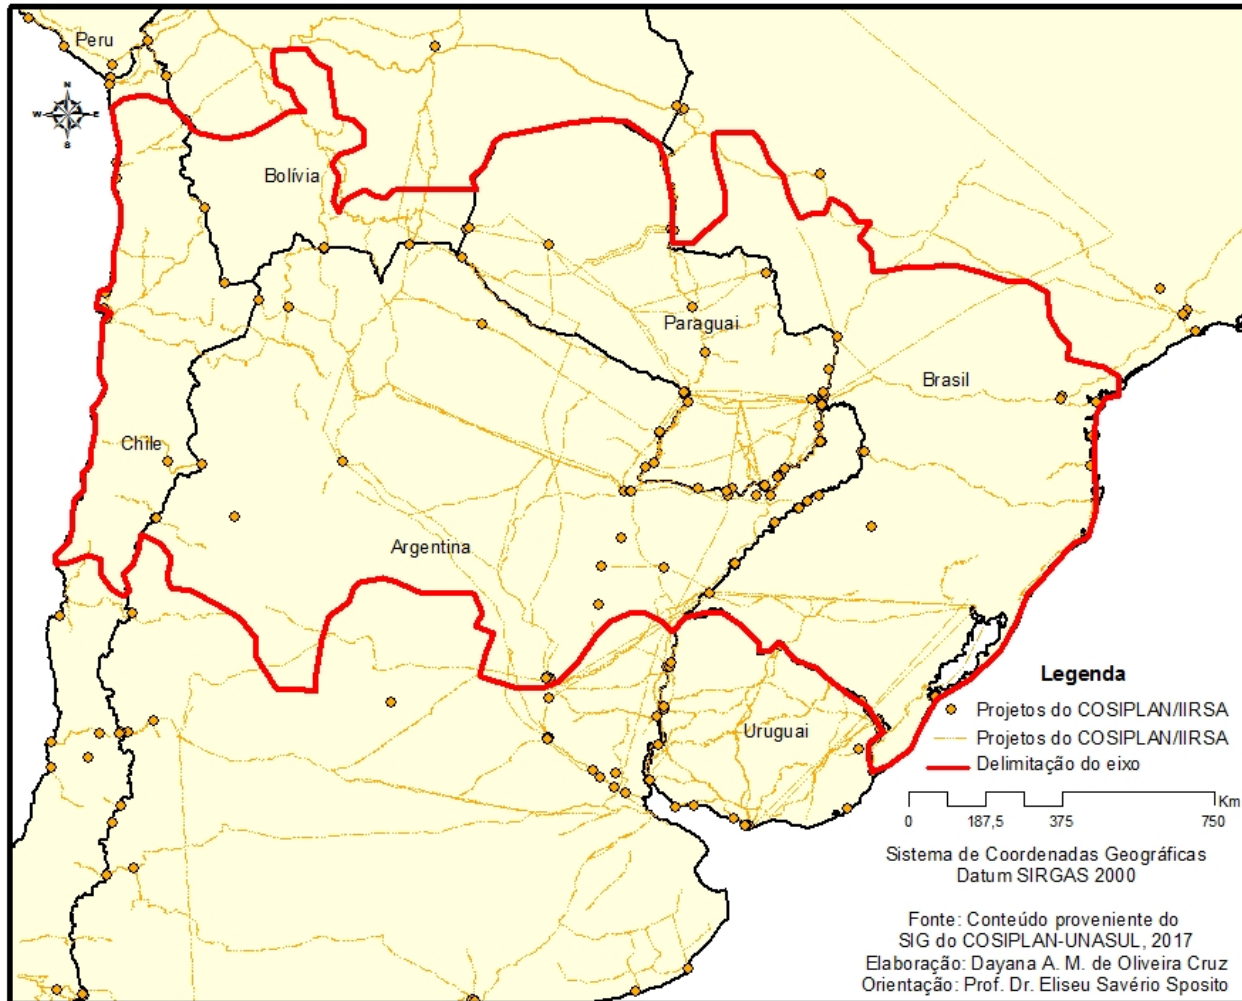 Peru
N
W E
S
Bolívia
Paraguai
Brasil
Chile
Argentina
Uruguai
Legenda
Projetos do COSIPLAN/IIRSA
Projetos do COSIPLAN/IIRSA
Delimitação do eixo
Km
0 187,5 375 750
Sistema de Coordenadas Geográficas
Datum SIRGAS 2000
Fonte: Conteúdo proveniente do
SIG do COSIPLAN-UNASUL, 2017
Elaboração: Dayana A. M. de Oliveira Cruz
Orientação: Prof. Dr. Eliseu Savério Sposito